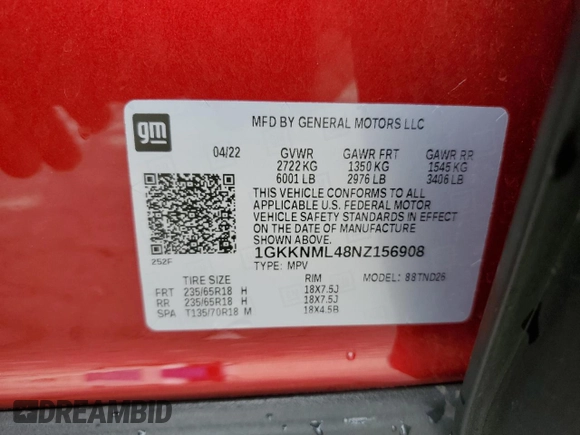 gm
MFD BY GENERAL MOTORS LLC
04/22 GVWR GAWR FRT GAWR RR
2722 KG 1350 KG 1545 KG
6001 LB 2976 LB 3406 LB
THIS VEHICLE CONFORMS TO ALL
APPLICABLE U.S. FEDERAL MOTOR
VEHICLE SAFETY STANDARDS IN EFFECT
ON THE DATE OF MANUFACTURE
SHOWN ABOVE.
252F
1GKKNML48NZ156908
TYPE: MPV MODEL: 88TND26
TIRE SIZE RIM
FRT 235/65R18 H 18X7.5J
RR 235/65R18 H 18X7.5J
SPA T135/70R18 M 18X4.5B
DREAMBID